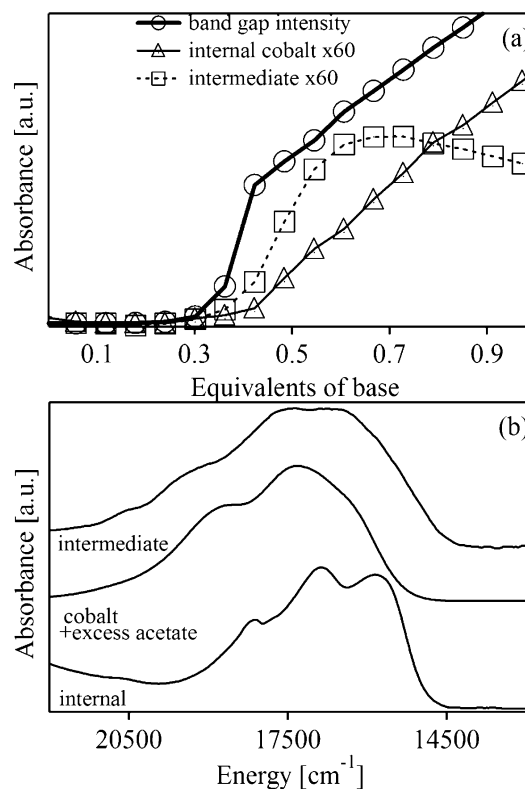 band gap intensity
(a)
internal cobalt x60
intermediate x60
Absorbance [a.u.]
0.1 0.3 0.5 0.7 0.9
Equivalents of base
(b)
Absorbance [a.u.]
intermediate
cobalt
+excess acetate
internal
20500 17500 14500
Energy [cm⁻¹]